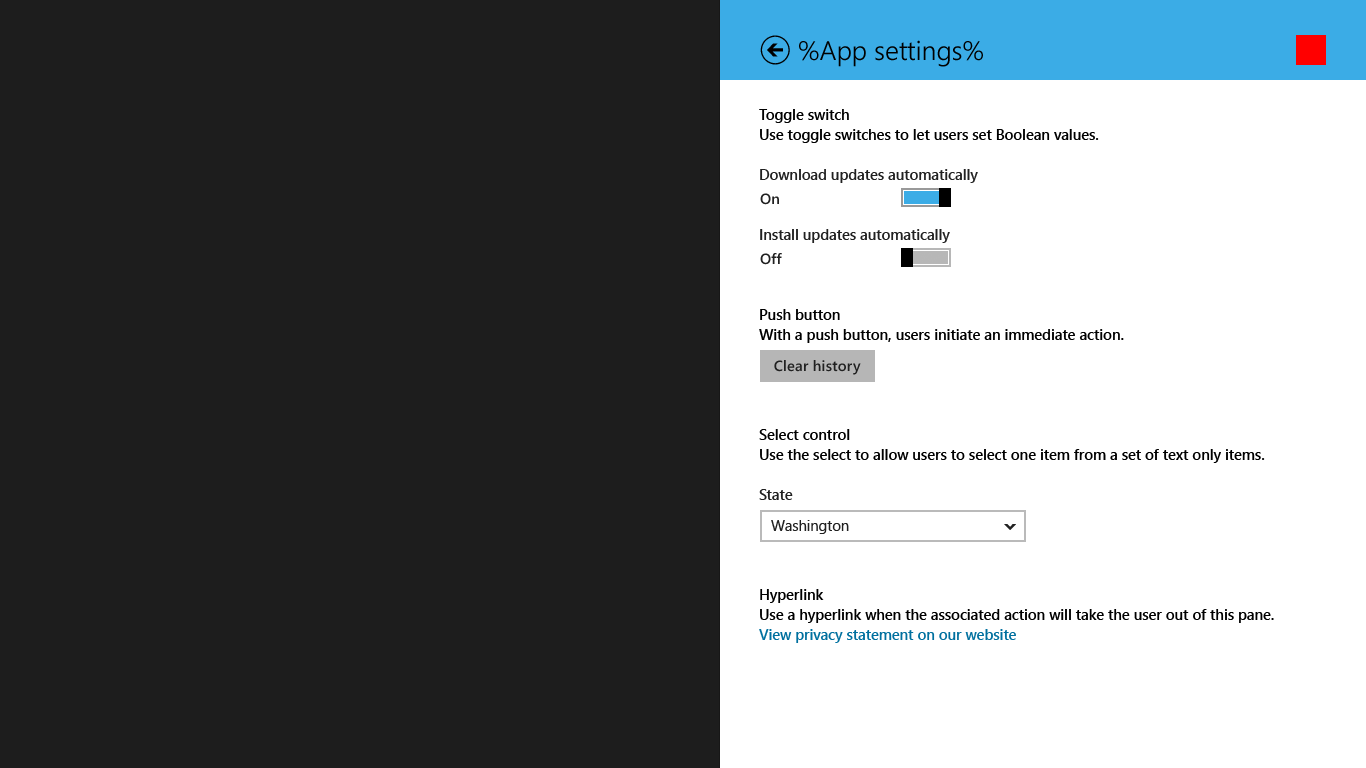 %App settings%
Toggle switch
Use toggle switches to let users set Boolean values.
Download updates automatically
On
Install updates automatically
Off
Push button
With a push button, users initiate an immediate action.
Clear history
Select control
Use the select to allow users to select one item from a set of text only items.
State
Washington
Hyperlink
Use a hyperlink when the associated action will take the user out of this pane.
View privacy statement on our website